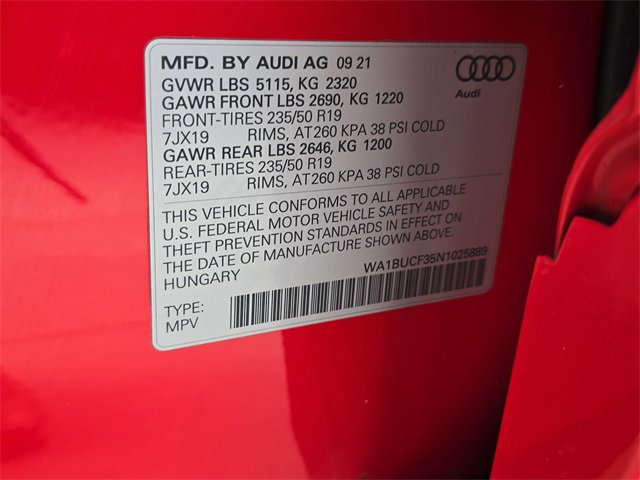 MFD. BY AUDI AG 09 21
GVWR LBS 5115, KG 2320
GAWR FRONT LBS 2690, KG 1220
FRONT-TIRES 235/50 R19
7JX19 RIMS, AT260 KPA 38 PSI COLD
GAWR REAR LBS 2646, KG 1200
REAR-TIRES 235/50 R19
7JX19 RIMS, AT260 KPA 38 PSI COLD
Audi
THIS VEHICLE CONFORMS TO ALL APPLICABLE
U.S. FEDERAL MOTOR VEHICLE SAFETY AND
THEFT PREVENTION STANDARDS IN EFFECT ON
THE DATE OF MANUFACTURE SHOWN ABOVE.
HUNGARY
WA1BUCF35N1025889
TYPE:
MPV